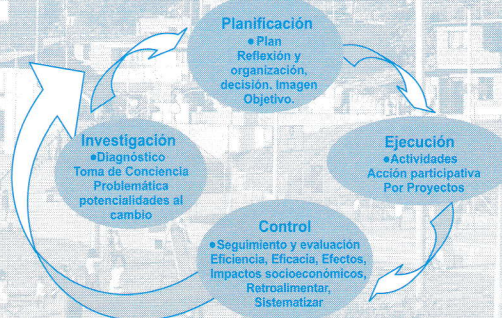 Planificación
●Plan
Reflexión y
organización,
decisión. Imagen
Objetivo.
Ejecución
●Actividades
Acción participativa
Por Proyectos
Control
●Seguimiento y evaluación
Eficiencia, Eficacia, Efectos,
Impactos socioeconómicos,
Retroalimentar,
Sistematizar
Investigación
●Diagnóstico
Toma de Conciencia
Problemática
potencialidades al
cambio